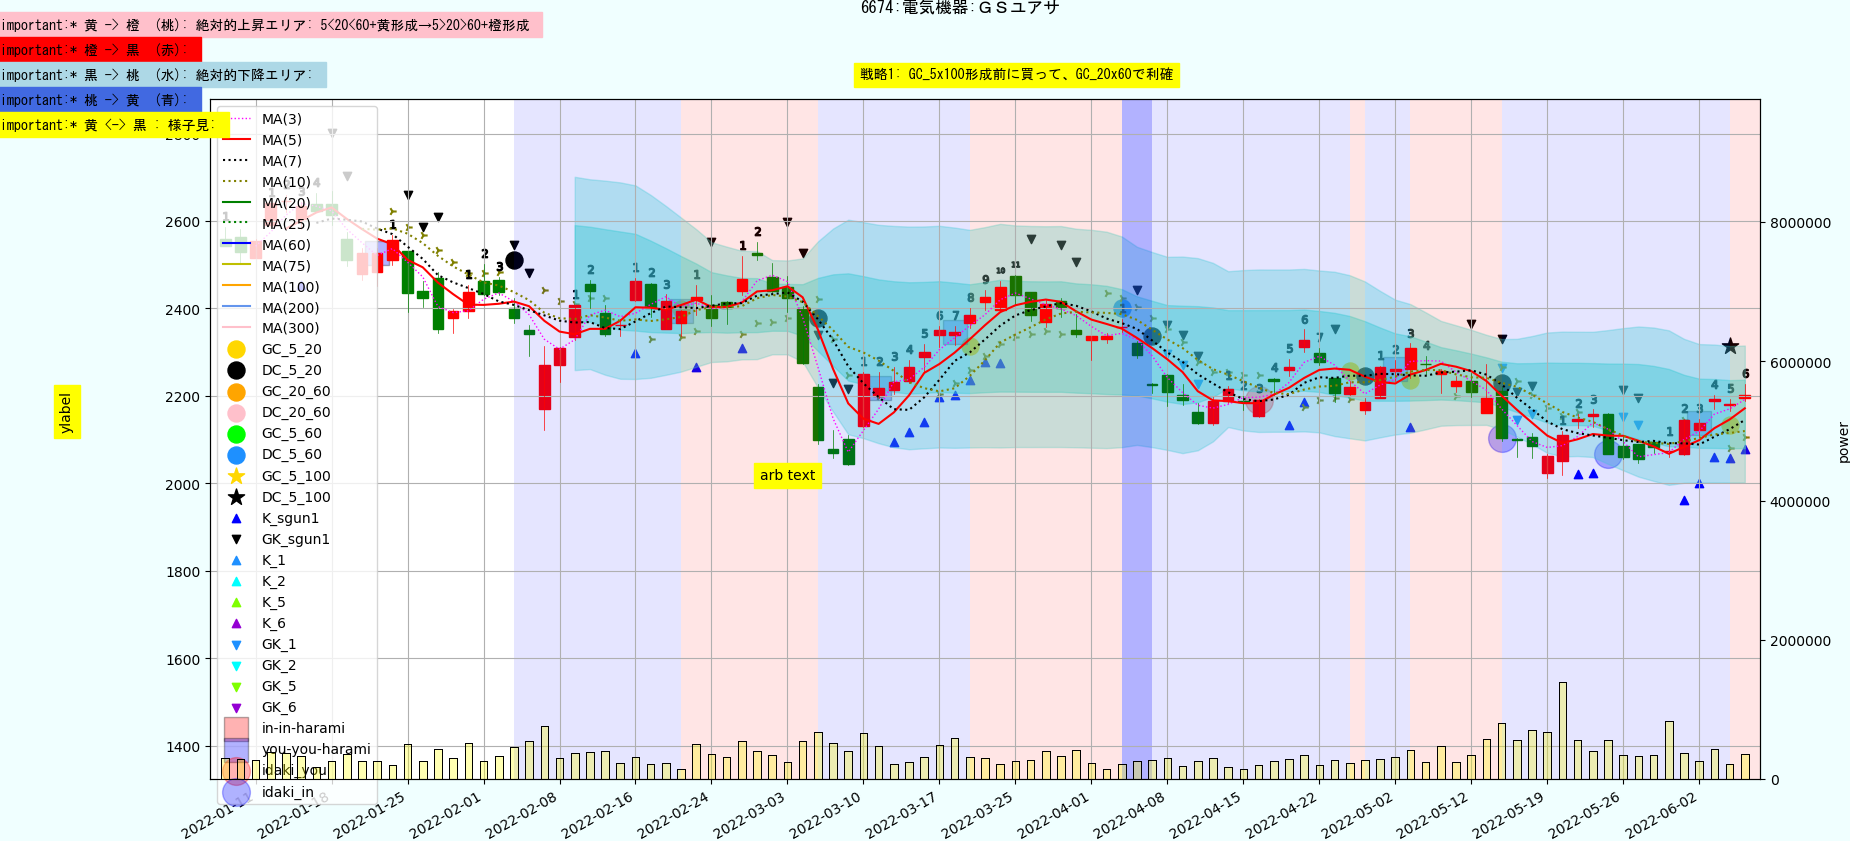 6674:電気機器:ＧＳユアサ
important:* 黄 -> 橙 (桃): 絶対的上昇エリア: 5<20<60+黄形成→5>20>60+橙形成
important:* 橙 -> 黒 (赤):
important:* 黒 -> 桃 (水): 絶対的下降エリア:
戦略1: GC_5x100形成前に買って、GC_20x60で利確
important:* 桃 -> 黄 (青):
important:* 黄 <-> 黒 : 様子見:
MA(3)
MA(5)
MA(7)
MA(10)
MA(20)
MA(25)
MA(60)
MA(75)
MA(100)
MA(200)
MA(300)
GC_5_20
DC_5_20
GC_20_60
DC_20_60
GC_5_60
DC_5_60
GC_5_100
DC_5_100
K_sgun1
GK_sgun1
K_1
K_2
K_5
K_6
GK_1
GK_2
GK_5
GK_6
in-in-harami
you-you-harami
idaki_you
idaki_in
2600
2400
2200
2000
1800
1600
1400
ylabel
arb text
8000000
6000000
4000000
2000000
0
power
2022-01-11
2022-01-18
2022-01-25
2022-02-01
2022-02-08
2022-02-16
2022-02-24
2022-03-03
2022-03-10
2022-03-17
2022-03-25
2022-04-01
2022-04-08
2022-04-15
2022-04-22
2022-05-02
2022-05-12
2022-05-19
2022-05-26
2022-06-02